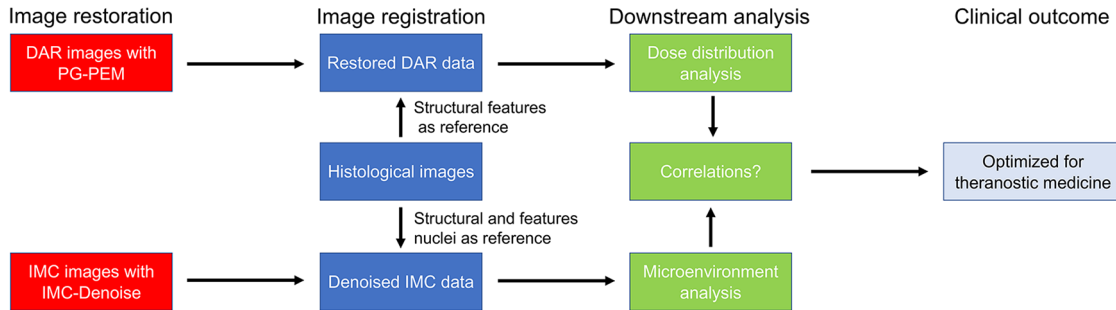 Image restoration
Image registration
Downstream analysis
Clinical outcome
DAR images with
PG-PEM
Restored DAR data
Dose distribution
analysis
Structural features
as reference
Histological images
Correlations?
Optimized for
theranostic medicine
Structural and features
nuclei as reference
IMC images with
IMC-Denoise
Denoised IMC data
Microenvironment
analysis